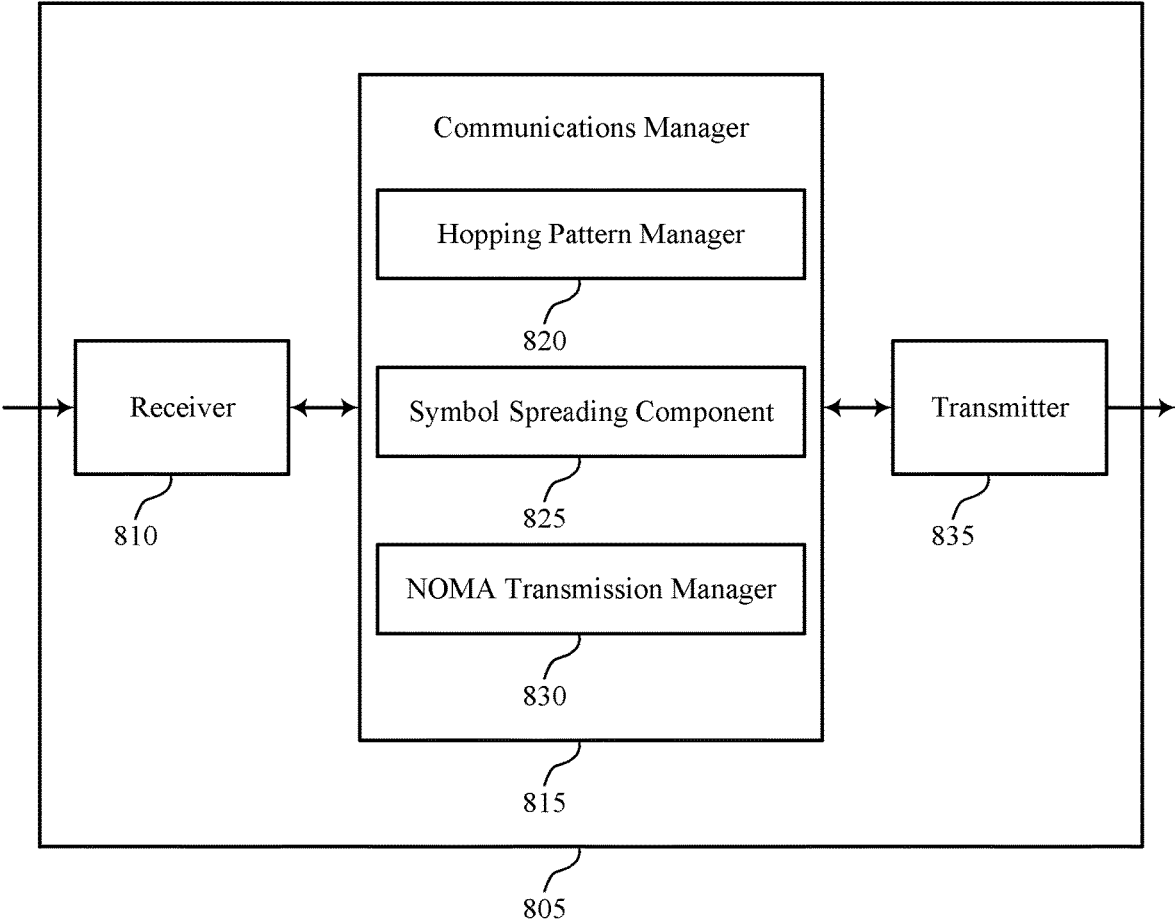 Communications Manager
Hopping Pattern Manager
820
Receiver
810
Symbol Spreading Component
825
Transmitter
835
NOMA Transmission Manager
830
815
805